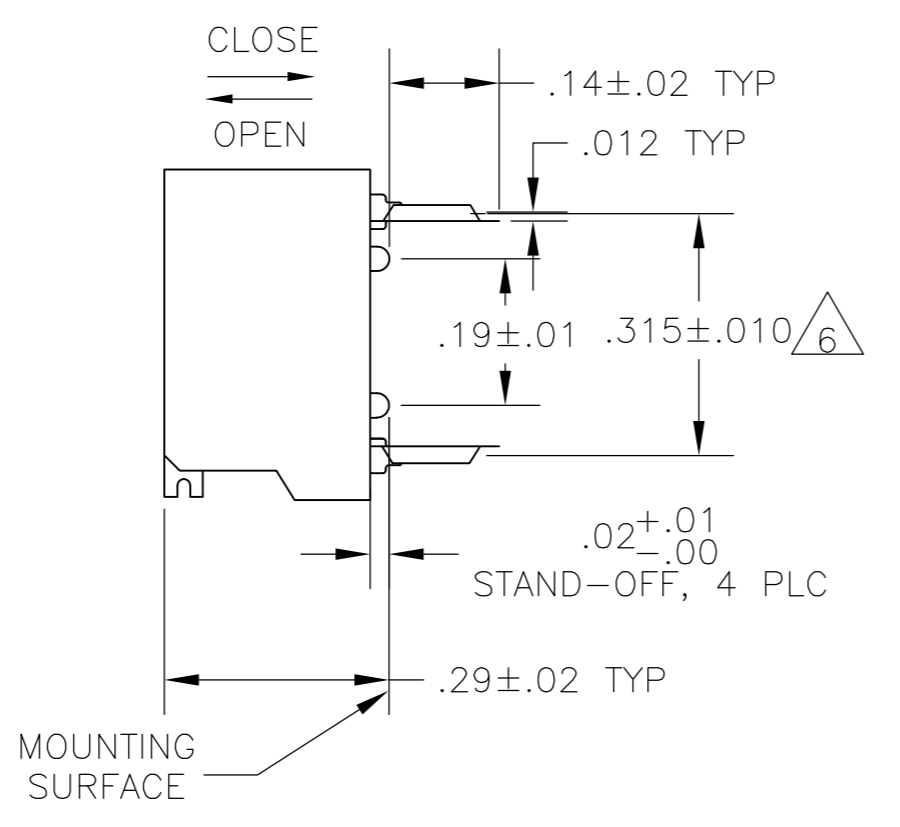 CLOSE
OPEN
.14±.02 TYP
.012 TYP
.19±.01
.315±.010
6
.02+.01
-.00
STAND-OFF, 4 PLC
.29±.02 TYP
MOUNTING
SURFACE